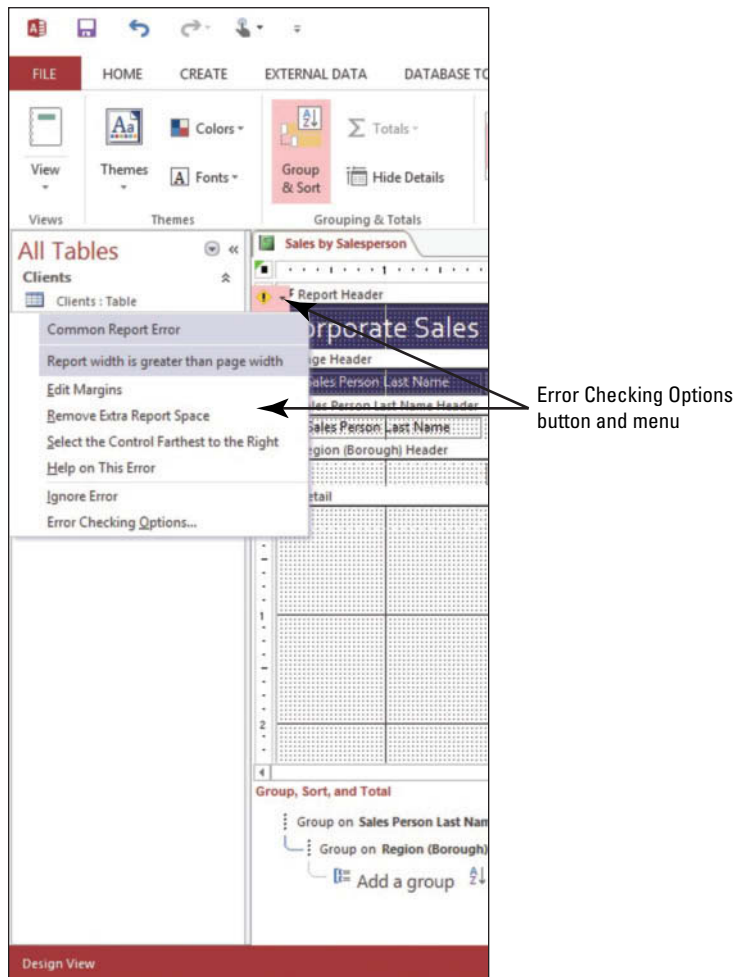 FILE HOME CREATE EXTERNAL DATA DATABASE TO
Aa Colors
A Z Totals
View Themes A Fonts Group & Sort Hide Details
Views Themes Grouping & Totals
All Tables
Sales by Salesperson
Clients
1
Clients : Table
Report Header
Common Report Error
orporate Sales
Report width is greater than page width
ge Header
Edit Margins
Sales Person Last Name
Remove Extra Report Space
les Person Last Name Header
Select the Control Farthest to the Right
Sales Person Last Name
Help on This Error
egion (Borough) Header
Ignore Error
etail
Error Checking Options...
Error Checking Options
button and menu
1
2
Group, Sort, and Total
Group on Sales Person Last Nam
Group on Region (Borough)
Add a group A Z
Design View